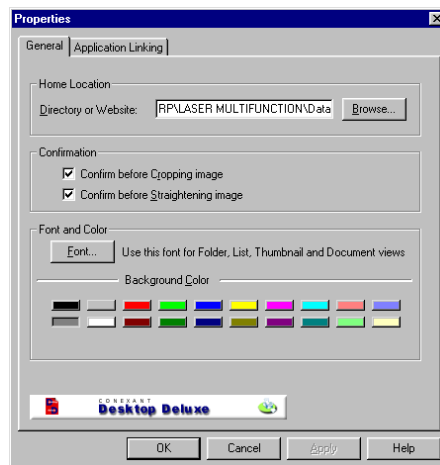 Properties
General
Application Linking
Home Location
Directory or Website: RP\LASER MULTIFUNCTION\Data Browse...
Confirmation
Confirm before Cropping image
Confirm before Straightening image
Font and Color
Font... Use this font for Folder, List, Thumbnail and Document views
Background Color
CONEXANT
Desktop Deluxe
OK Cancel Apply Help